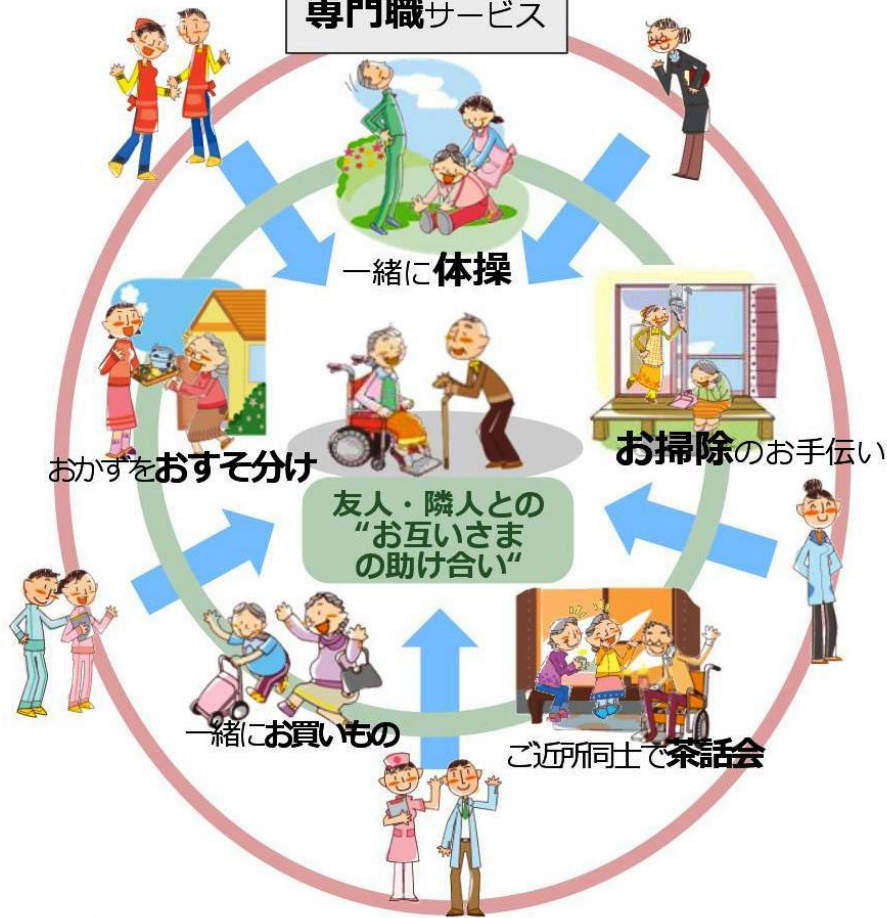 専門職サービス
一緒に体操
おかずをおすそ分け
お掃除のお手伝い
友人・隣人との
“お互いさま
の助け合い“
一緒にお買いもの
ご近所同士で茶話会